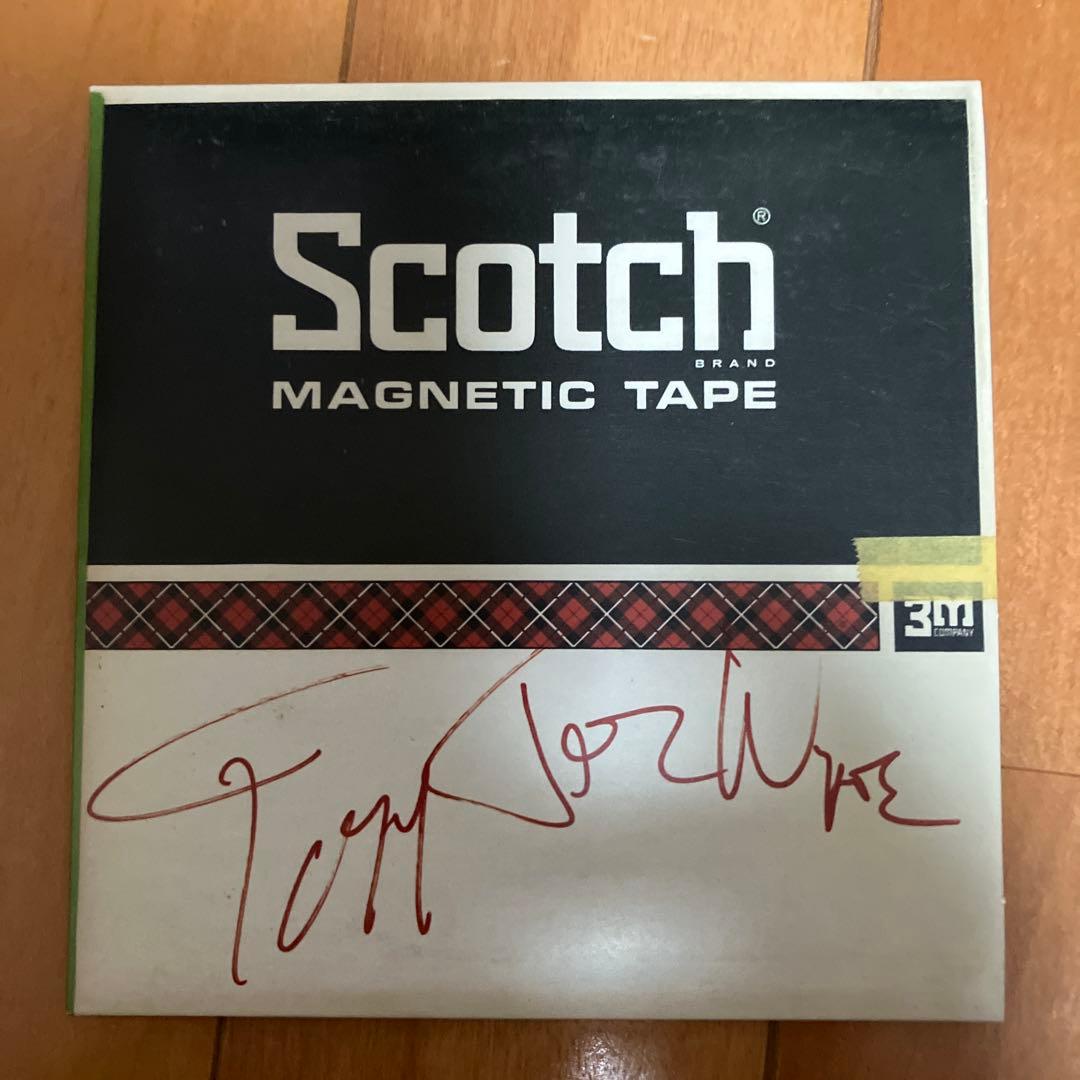 Scotch®
BRAND
MAGNETIC TAPE
3M
COMPANY